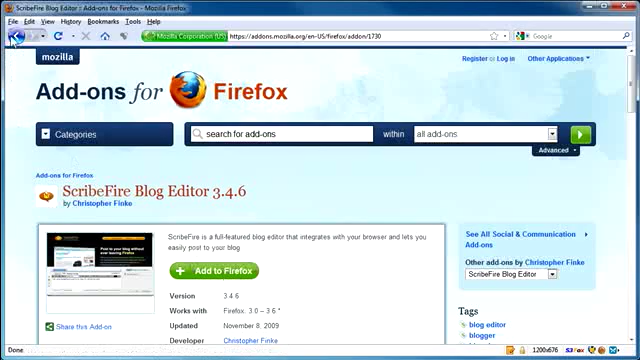 ScribeFire Blog Editor :: Add-ons for Firefox - Mozilla Firefox
File Edit View History Bookmarks Tools Help
Mozilla Corporation (US) https://addons.mozilla.org/en-US/firefox/addon/1730 Google
mozilla
Register or Log in Other Applications
Add-ons for Firefox
Categories search for add-ons within all add-ons
Advanced
Add-ons for Firefox
ScribeFire Blog Editor 3.4.6
by Christopher Finke
ScribeFire is a full-featured blog editor that integrates with your browser and lets you
easily post to your blog
Add to Firefox
Version 3.4.6
Works with Firefox: 3.0 – 3.6.*
Updated November 8, 2009
Developer Christopher Finke
Share this Add-on
See All Social & Communication
Add-ons
Other add-ons by Christopher Finke
ScribeFire Blog Editor
Tags
blog editor
blogger
Done 1200x676 S3Fox